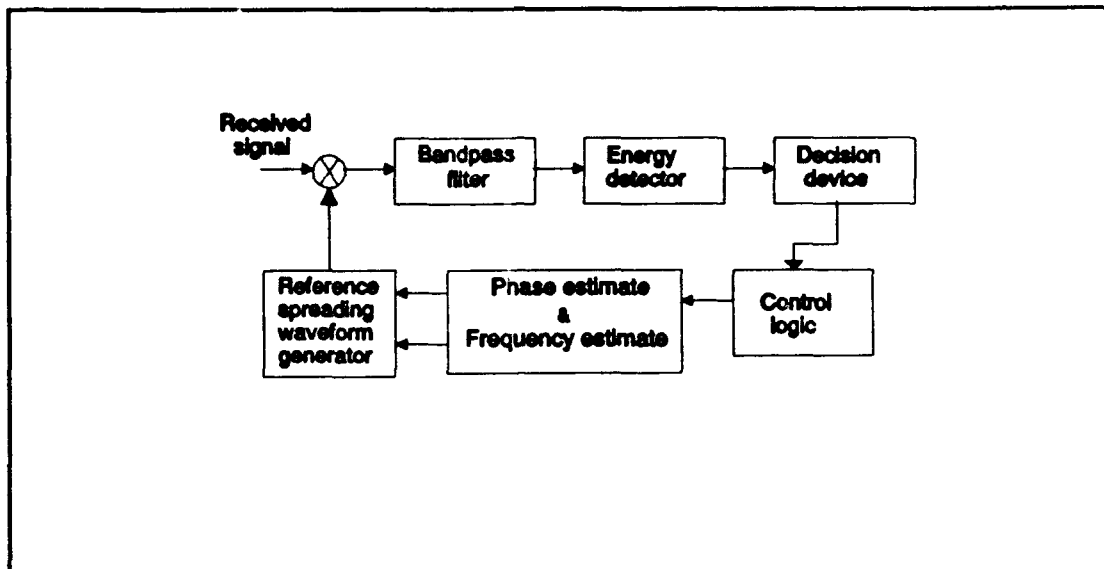 Received
signal
Bandpass
filter
Energy
detector
Decision
device
Reference
spreading
waveform
generator
Phase estimate
&
Frequency estimate
Control
logic